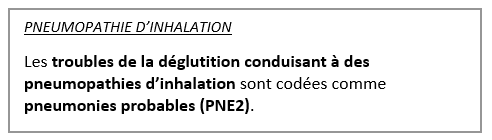 PNEUMOPATHIE D’INHALATION
Les troubles de la déglutition conduisant à des
pneumopathies d’inhalation sont codées comme
pneumonies probables (PNE2).